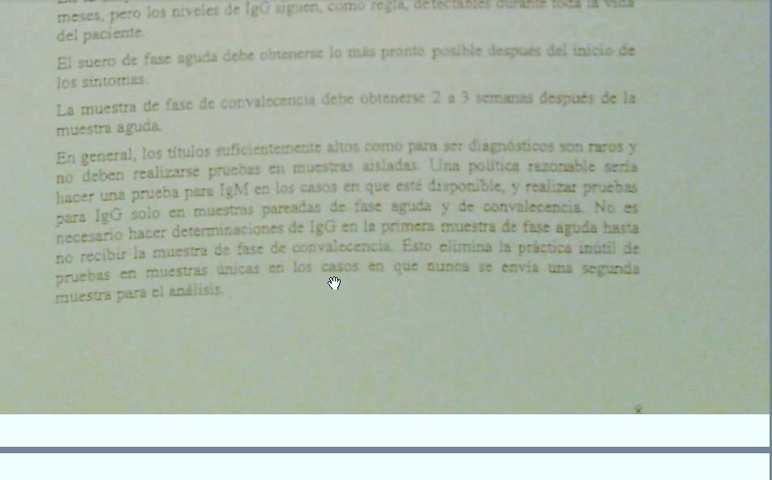 meses, pero los niveles de IgG siguen, como regla, detectables durante toda la vida
del paciente.
El suero de fase aguda debe obtenerse lo más pronto posible después del inicio de
los síntomas.
La muestra de fase de convalecencia debe obtenerse 2 a 3 semanas después de la
muestra aguda.
En general, los títulos suficientemente altos como para ser diagnósticos son raros y
no deben realizarse pruebas en muestras aisladas. Una política razonable sería
hacer una prueba para IgM en los casos en que esté disponible, y realizar pruebas
para IgG solo en muestras pareadas de fase aguda y de convalecencia. No es
necesario hacer determinaciones de IgG en la primera muestra de fase aguda hasta
no recibir la muestra de fase de convalecencia. Esto elimina la práctica inútil de
pruebas en muestras únicas en los casos en que nunca se envía una segunda
muestra para el análisis.